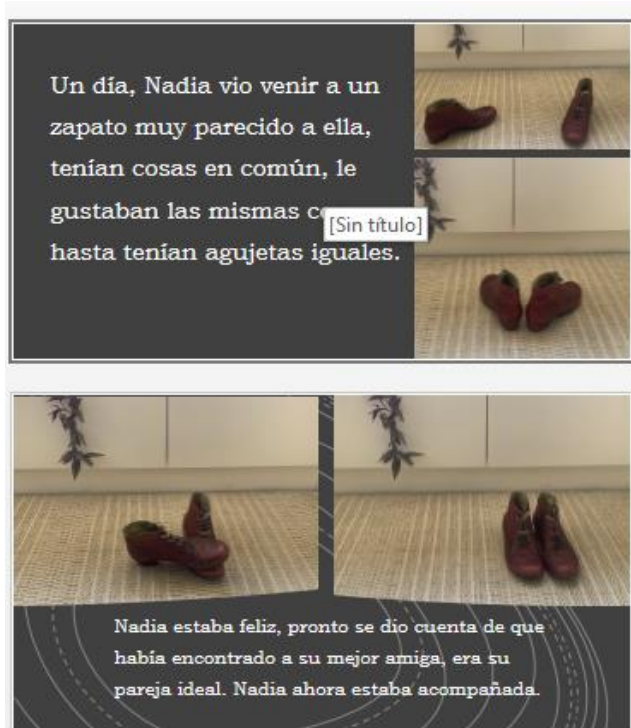 Un día, Nadia vio venir a un
zapato muy parecido a ella,
tenían cosas en común, le
gustaban las mismas
[Sin título]
hasta tenían agujetas iguales.
Nadia estaba feliz, pronto se dio cuenta de que
había encontrado a su mejor amiga, era su
pareja ideal. Nadia ahora estaba acompañada.